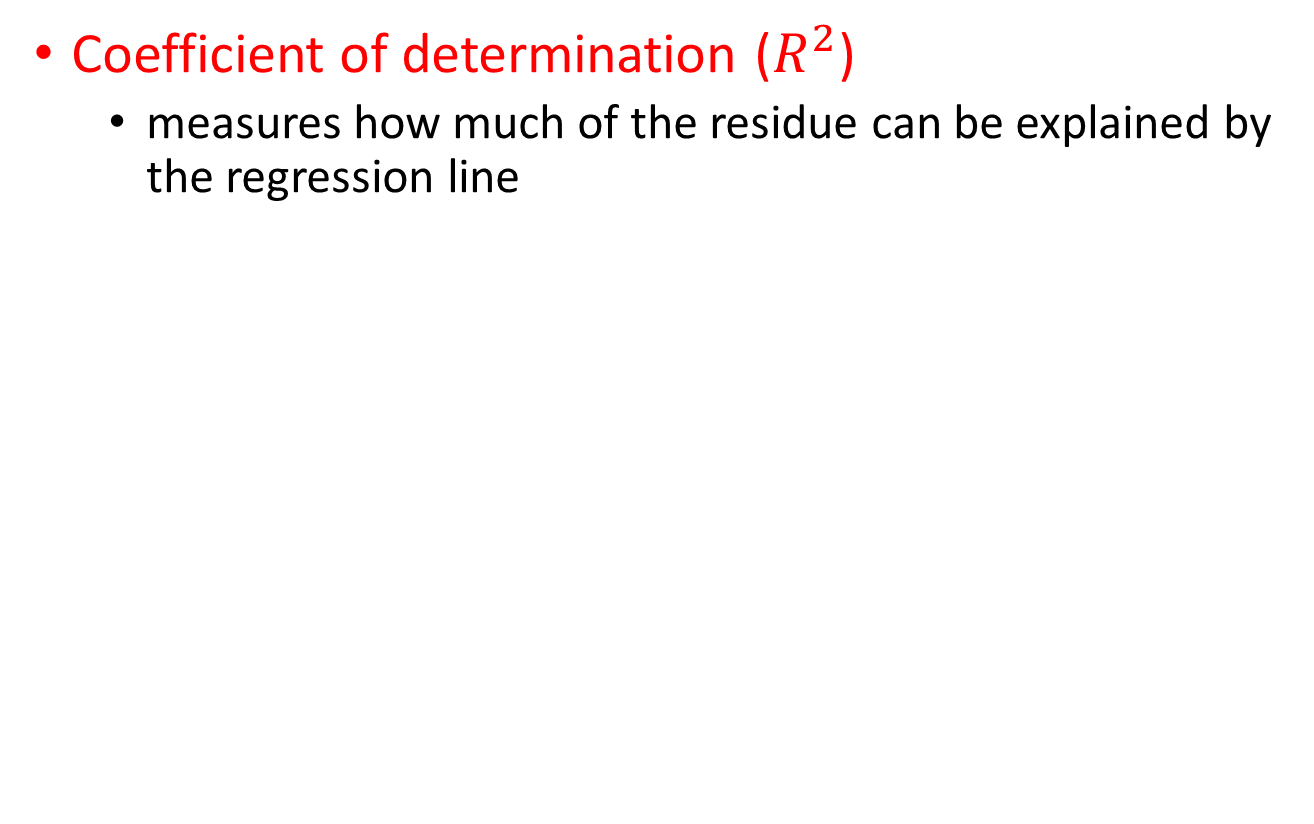 • Coefficient of determination (𝑅²)
• measures how much of the residue can be explained by
the regression line